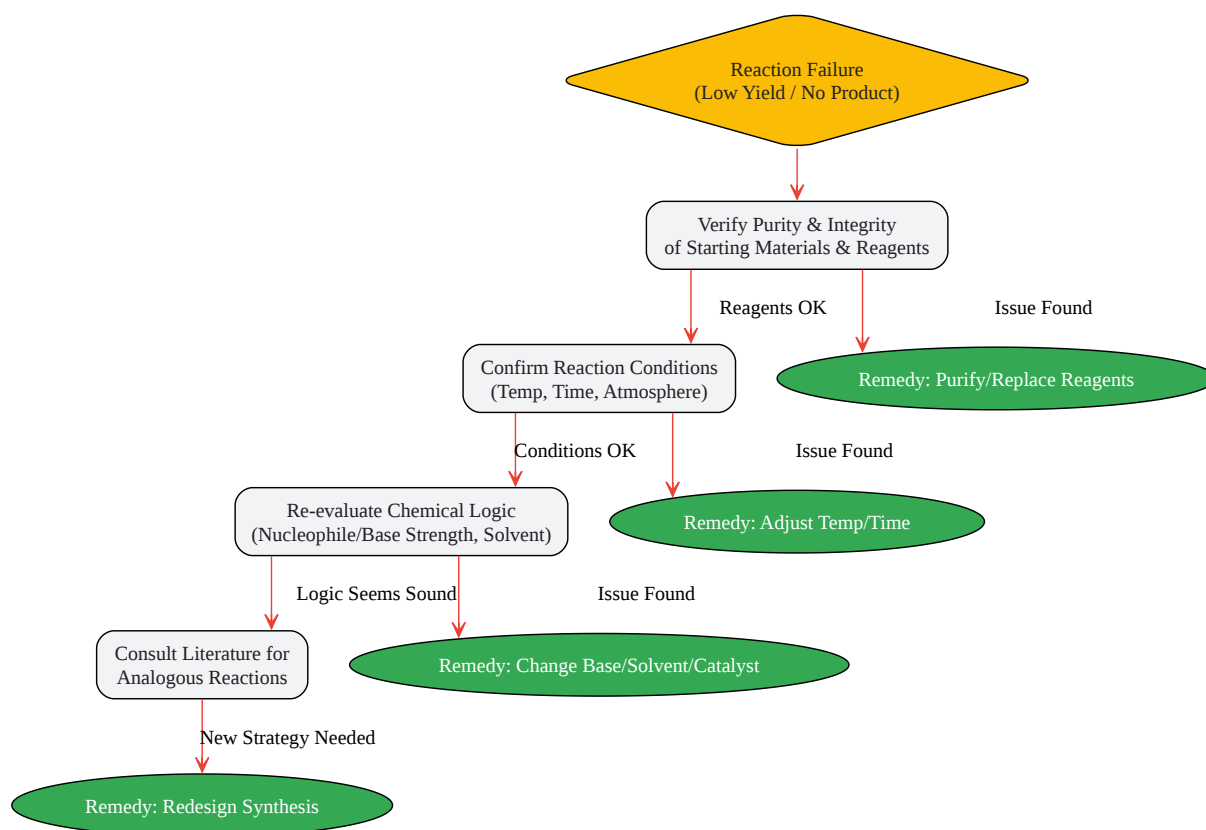 Reaction Failure
(Low Yield / No Product)
Verify Purity & Integrity
of Starting Materials & Reagents
Reagents OK
Issue Found
Confirm Reaction Conditions
(Temp, Time, Atmosphere)
Remedy: Purify/Replace Reagents
Conditions OK
Issue Found
Re-evaluate Chemical Logic
(Nucleophile/Base Strength, Solvent)
Remedy: Adjust Temp/Time
Logic Seems Sound
Issue Found
Consult Literature for
Analogous Reactions
Remedy: Change Base/Solvent/Catalyst
New Strategy Needed
Remedy: Redesign Synthesis